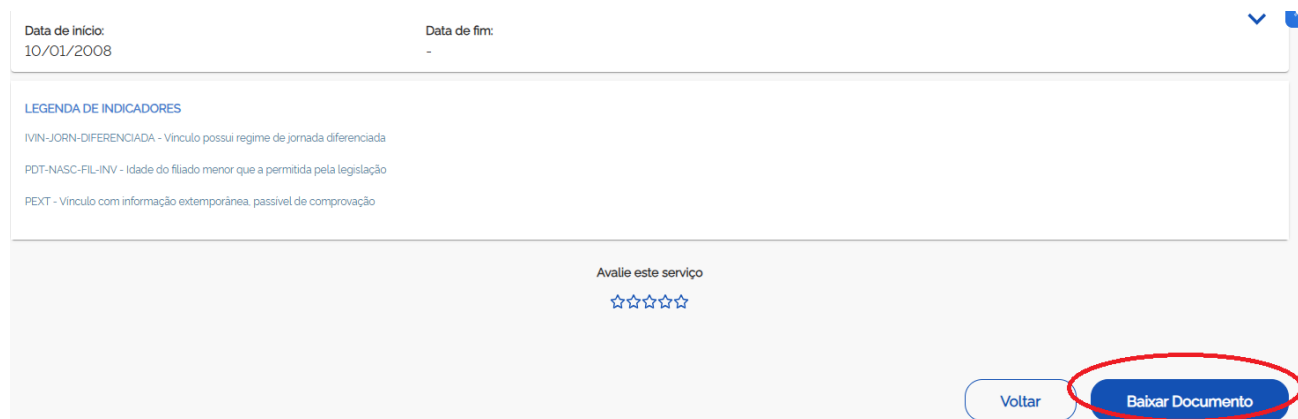 Data de início: Data de fim:
10/01/2008 -
LEGENDA DE INDICADORES
IVIN-JORN-DIFERENCIADA - Vínculo possui regime de jornada diferenciada
PDT-NASC-FIL-INV - Idade do filiado menor que a permitida pela legislação
PEXT - Vínculo com informação extemporânea, passível de comprovação
Avalie este serviço
Voltar Baixar Documento